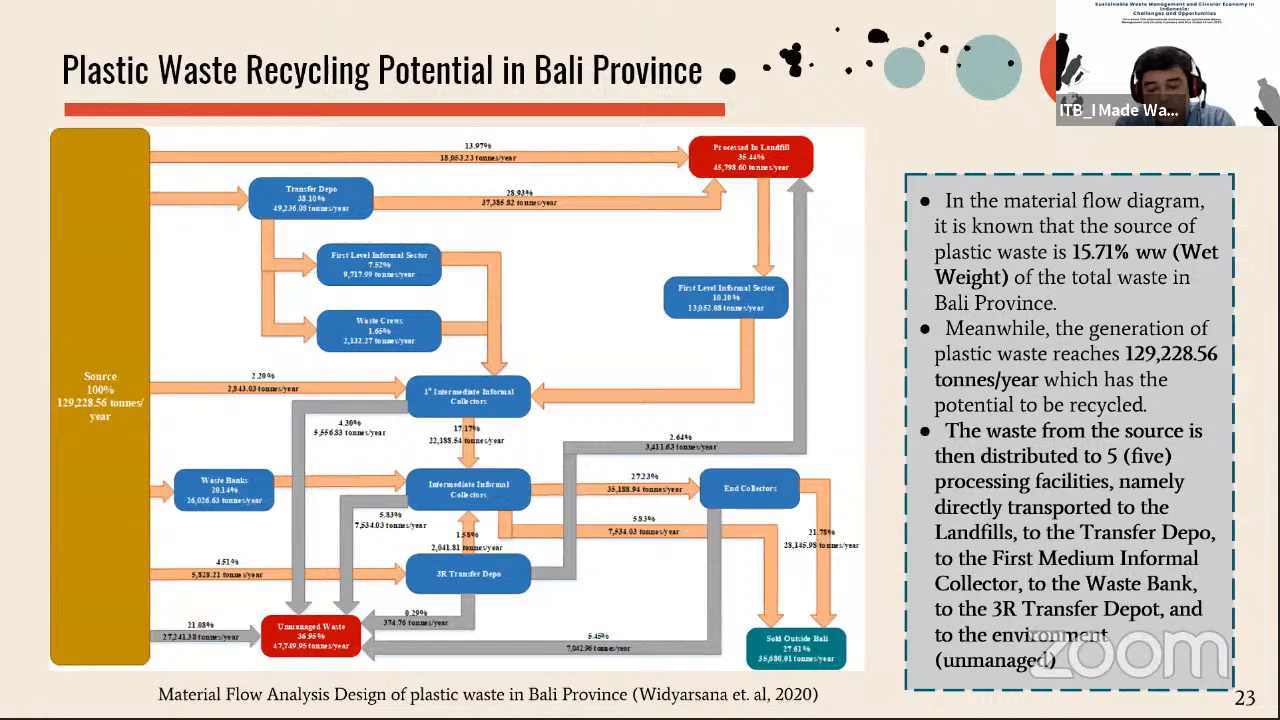 Sustainable Waste Management and Circular Economy in
Indonesia:
Challenges and Opportunities
Plastic Waste Recycling Potential in Bali Province
ITB_I Made Wa...
13.97%
18,053.23 tonnes/year
Processed In Landfill
35.44%
45,798.60 tonnes/year
Transfer Depo
38.10%
49,236.08 tonnes/year
28.93%
37,385.82 tonnes/year
First Level Informal Sector
7.52%
9,717.99 tonnes/year
First Level Informal Sector
10.10%
13,052.08 tonnes/year
Waste Crews
1.65%
2,132.27 tonnes/year
Source
100%
129,228.56 tonnes/
year
2.20%
2,843.03 tonnes/year
1st Intermediate Informal
Collectors
4.30%
5,556.83 tonnes/year
17.17%
22,188.54 tonnes/year
2.64%
3,411.63 tonnes/year
Waste Banks
20.14%
26,026.63 tonnes/year
Intermediate Informal
Collectors
27.23%
35,188.94 tonnes/year
End Collectors
5.83%
7,534.03 tonnes/year
5.83%
7,534.03 tonnes/year
21.78%
28,145.98 tonnes/year
1.58%
2,041.81 tonnes/year
4.51%
5,828.21 tonnes/year
3R Transfer Depo
0.29%
374.76 tonnes/year
21.08%
27,241.38 tonnes/year
Unmanaged Waste
36.95%
47,749.95 tonnes/year
5.45%
7,042.96 tonnes/year
Sold Outside Bali
27.61%
35,680.01 tonnes/year
Material Flow Analysis Design of plastic waste in Bali Province (Widyarsana et. al, 2020)
● In the material flow diagram,
it is known that the source of
plastic waste is 15.71% ww (Wet
Weight) of the total waste in
Bali Province.
● Meanwhile, the generation of
plastic waste reaches 129,228.56
tonnes/year which has the
potential to be recycled.
● The waste from the source is
then distributed to 5 (five)
processing facilities, namely
directly transported to the
Landfills, to the Transfer Depo,
to the First Medium Informal
Collector, to the Waste Bank,
to the 3R Transfer Depot, and
to the environment
(unmanaged)
zoom
23